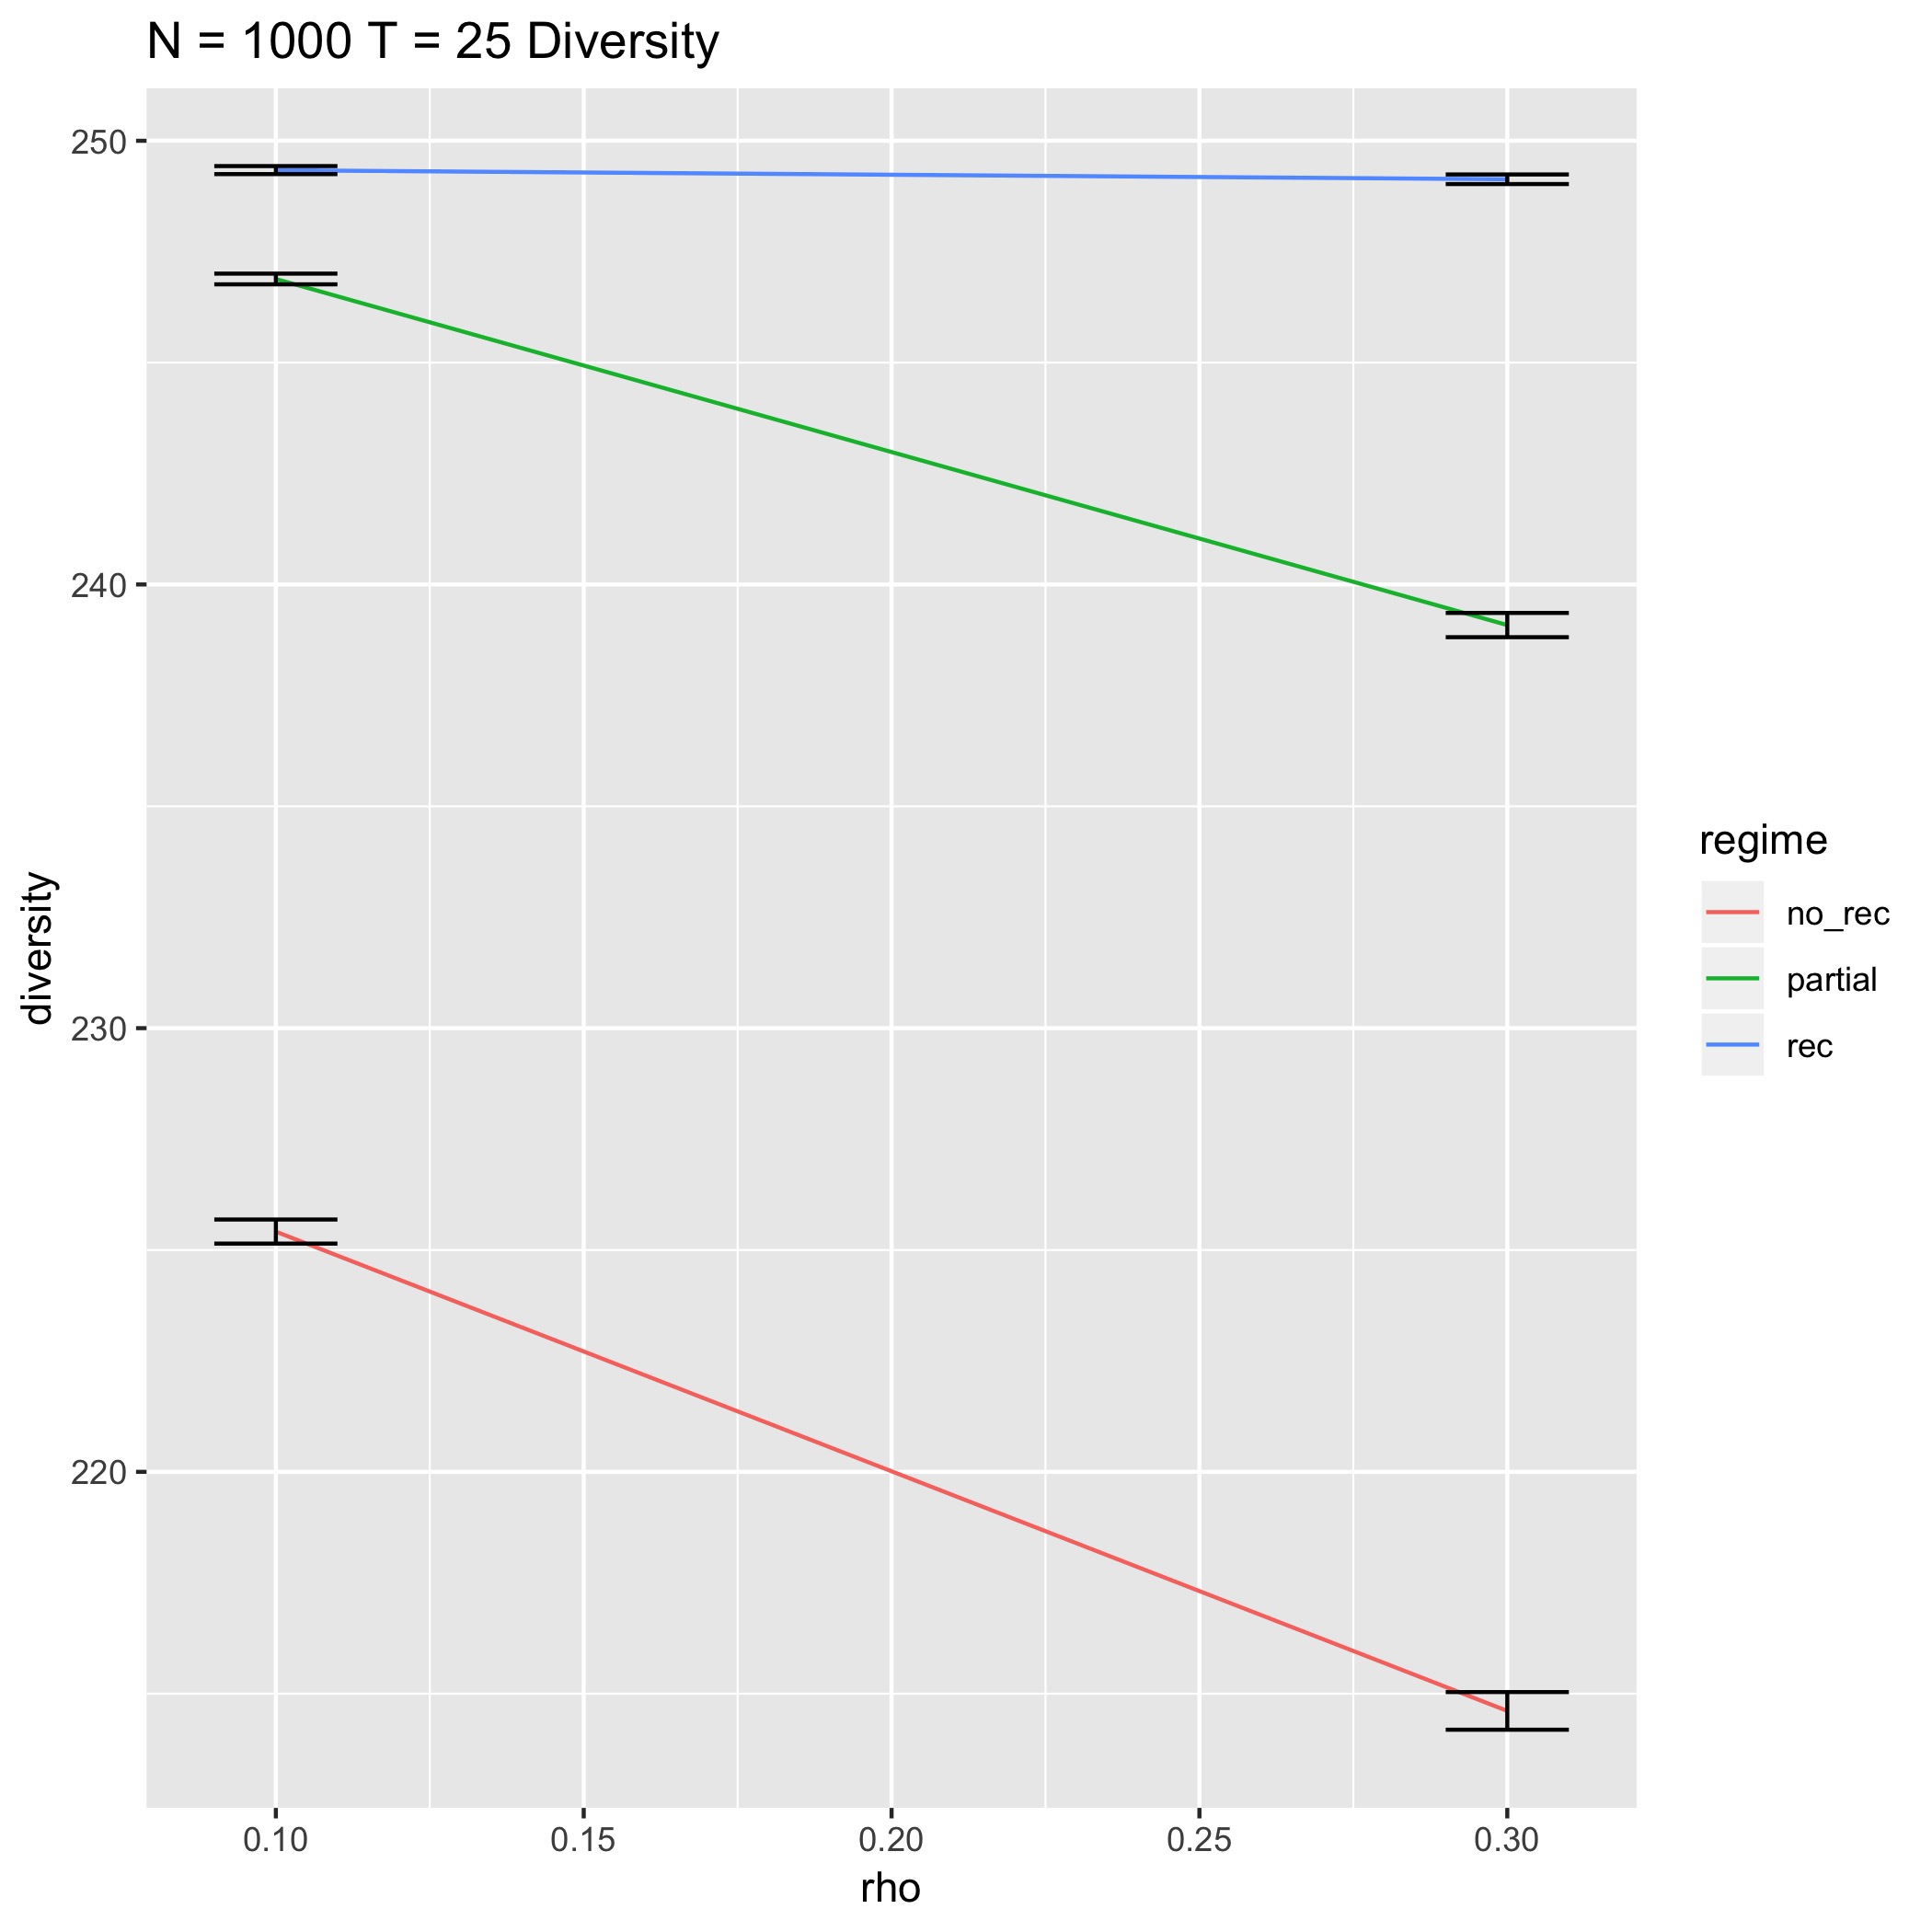 N = 1000 T = 25 Diversity
250
240
230
220
diversity
0.10
0.15
0.20
0.25
0.30
rho
regime
no_rec
partial
rec